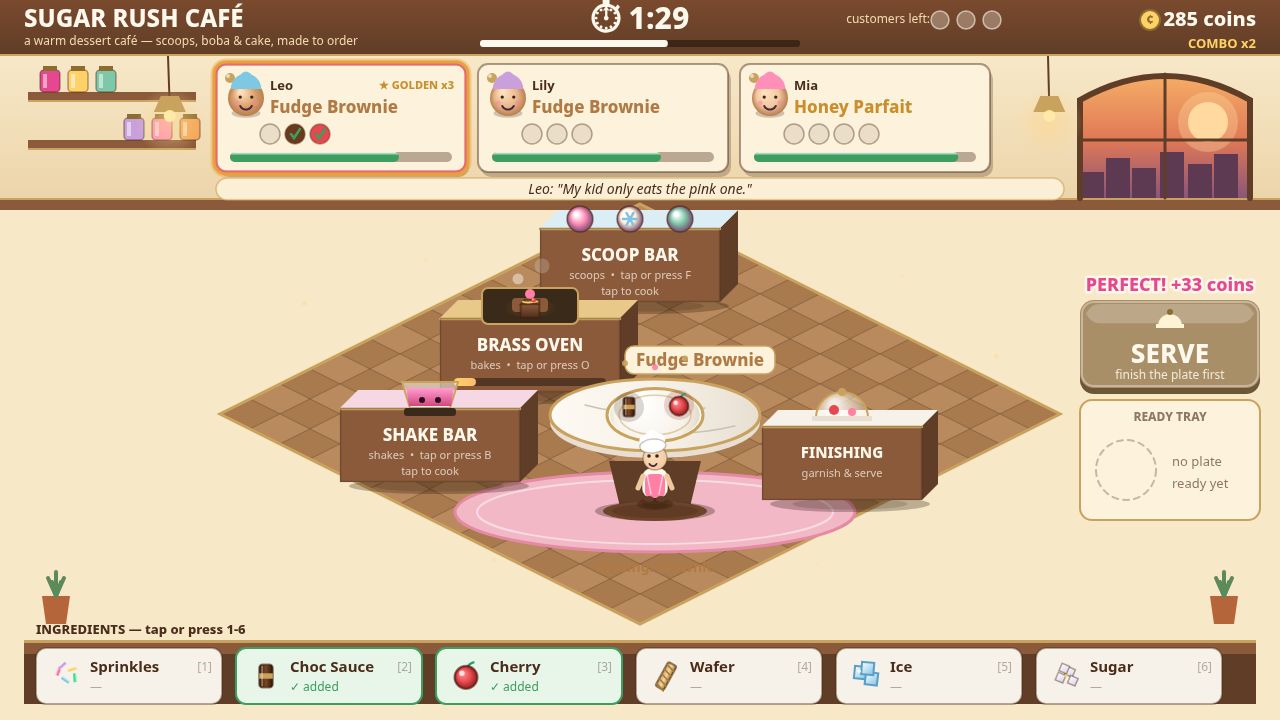 SUGAR RUSH CAFÉ
a warm dessert café — scoops, boba & cake, made to order
1:29
customers left:
¢ 285 coins
COMBO x2
Leo
★ GOLDEN x3
Fudge Brownie
Lily
Fudge Brownie
Mia
Honey Parfait
Leo: "My kid only eats the pink one."
SCOOP BAR
scoops • tap or press F
tap to cook
BRASS OVEN
bakes • tap or press O
Fudge Brownie
SHAKE BAR
shakes • tap or press B
tap to cook
FINISHING
garnish & serve
PERFECT! +33 coins
SERVE
finish the plate first
READY TRAY
no plate
ready yet
INGREDIENTS — tap or press 1-6
Sprinkles [1]
—
Choc Sauce [2]
✓ added
Cherry [3]
✓ added
Wafer [4]
—
Ice [5]
—
Sugar [6]
—